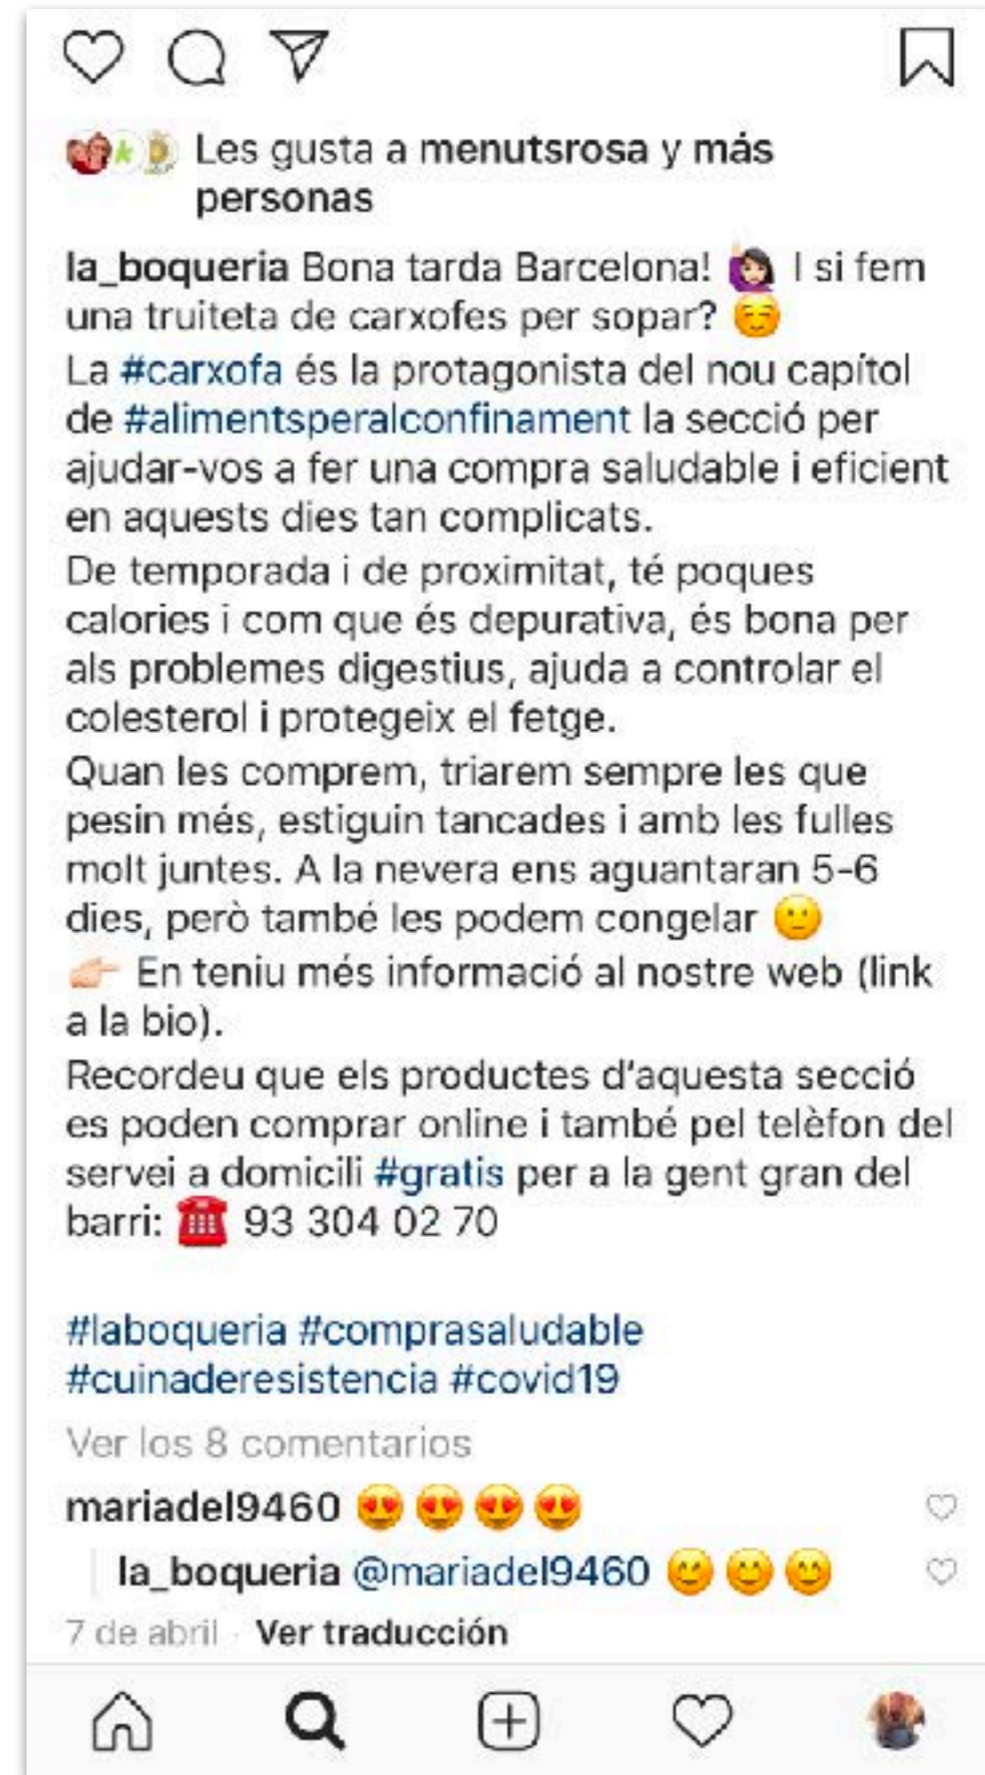 Les gusta a menutsrosa y más
personas
la_boqueria Bona tarda Barcelona! 🙋🏻‍♀️ I si fem
una truiteta de carxofes per sopar? ☺️
La #carxofa és la protagonista del nou capítol
de #alimentsperalconfinament la secció per
ajudar-vos a fer una compra saludable i eficient
en aquests dies tan complicats.
De temporada i de proximitat, té poques
calories i com que és depurativa, és bona per
als problemes digestius, ajuda a controlar el
colesterol i protegeix el fetge.
Quan les comprem, triarem sempre les que
pesin més, estiguin tancades i amb les fulles
molt juntes. A la nevera ens aguantaran 5-6
dies, però també les podem congelar 🙂
👉🏻 En teniu més informació al nostre web (link
a la bio).
Recordeu que els productes d'aquesta secció
es poden comprar online i també pel telèfon del
servei a domicili #gratis per a la gent gran del
barri: ☎️ 93 304 02 70
#laboqueria #comprasaludable
#cuinaderesistencia #covid19
Ver los 8 comentarios
mariadel9460 😍 😍 😍 😍
la_boqueria @mariadel9460 😊 😊 😊
7 de abril · Ver traducción